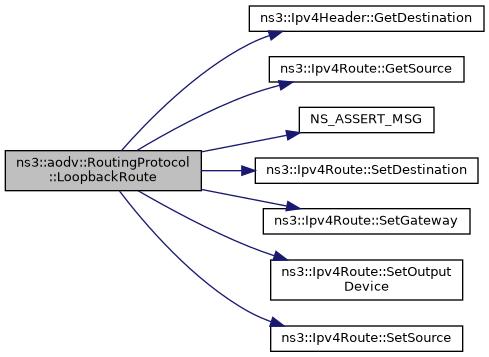 ns3::Ipv4Header::GetDestination
ns3::Ipv4Route::GetSource
NS_ASSERT_MSG
ns3::aodv::RoutingProtocol
::LoopbackRoute
ns3::Ipv4Route::SetDestination
ns3::Ipv4Route::SetGateway
ns3::Ipv4Route::SetOutput
Device
ns3::Ipv4Route::SetSource